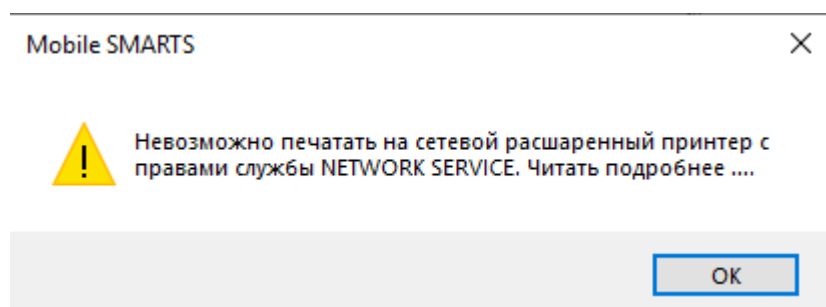 Mobile SMARTS
Невозможно печатать на сетевой расшаренный принтер с
правами службы NETWORK SERVICE. Читать подробнее ....
OK